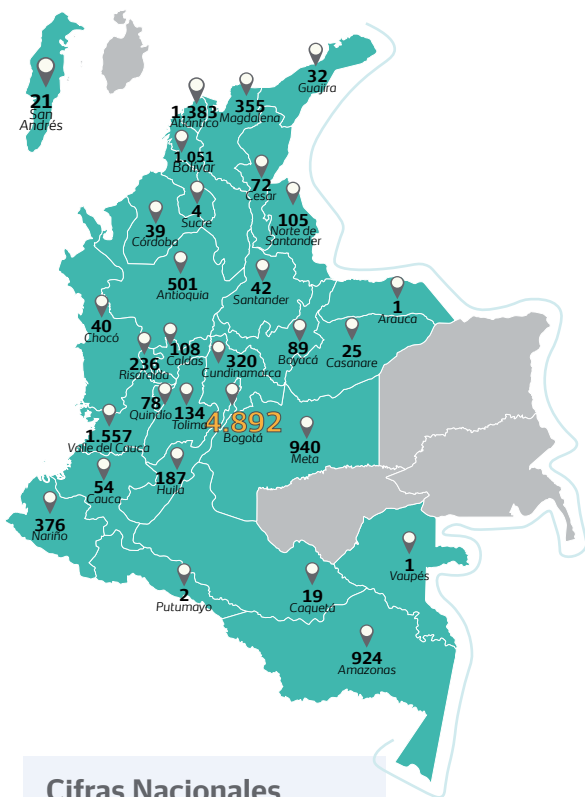 32
Guajira
21
San
Andrés
1.383
Atlántico
355
Magdalena
1.051
Bolívar
72
Cesar
4
Sucre
105
Norte de
Santander
39
Córdoba
501
Antioquia
42
Santander
1
Arauca
40
Chocó
108
Caldas
320
Cundinamarca
89
Boyacá
25
Casanare
236
Risaralda
78
Quindio
134
Tolima
4.892
Bogotá
1.557
Valle del Cauca
940
Meta
54
Cauca
187
Huila
376
Nariño
1
Vaupés
2
Putumayo
19
Caquetá
924
Amazonas
Cifras Nacionales